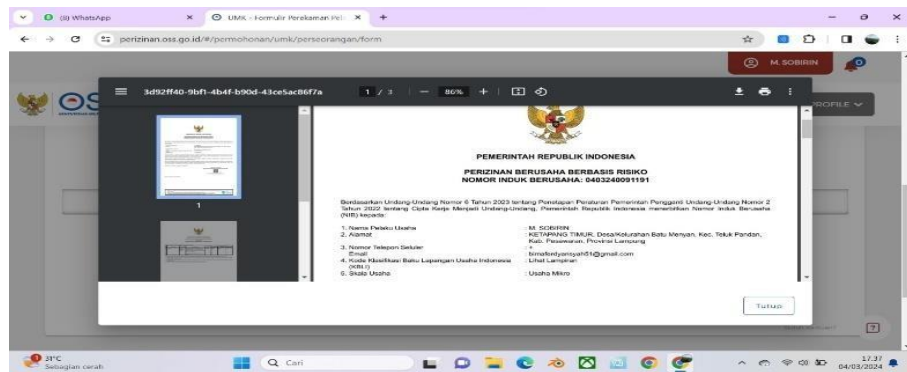 (8) WhatsApp
UMK - Formulir Perekaman Pel
perizinan.oss.go.id/#/permohonan/umk/perseorangan/form
M. SOBIRIN
OSS
PROFILE
3d92ff40-9bf1-4b4f-b90d-43ce5ac86f7a
1 / 3
86%
1
PEMERINTAH REPUBLIK INDONESIA
PERIZINAN BERUSAHA BERBASIS RISIKO
NOMOR INDUK BERUSAHA: 0403240091191
Berdasarkan Undang-Undang Nomor 6 Tahun 2023 tentang Penetapan Peraturan Pemerintah Pengganti Undang-Undang Nomor 2
Tahun 2022 tentang Cipta Kerja Menjadi Undang-Undang, Pemerintah Republik Indonesia menerbitkan Nomor Induk Berusaha
(NIB) kepada:
1. Nama Pelaku Usaha : M. SOBIRIN
2. Alamat : KETAPANG TIMUR, Desa/Kelurahan Batu Menyan, Kec. Teluk Pandan,
Kab. Pesawaran, Provinsi Lampung
3. Nomor Telepon Seluler : +
Email : bimaferdyansyah51@gmail.com
4. Kode Klasifikasi Baku Lapangan Usaha Indonesia : Lihat Lampiran
(KBLI)
5. Skala Usaha : Usaha Mikro
Tutup
31°C
Sebagian cerah
Cari
17.37
04/03/2024